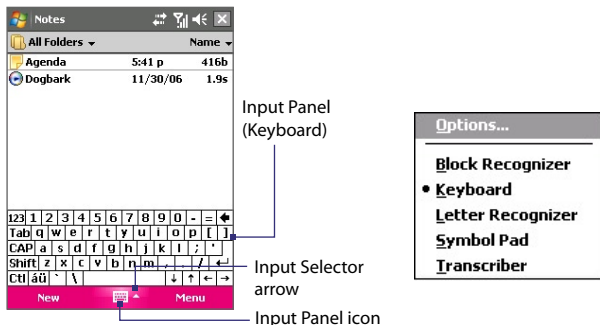 Notes
All Folders Name
Agenda 5:41 p 416b
Dogbark 11/30/06 1.9s
Input Panel
(Keyboard)
123 1 2 3 4 5 6 7 8 9 0 - =
Tab q w e r t y u i o p [ ]
CAP a s d f g h j k l ; '
Shift z x c v b n m , . /
Ctl áü ` \ ↓ ↑ ← →
New Menu
Input Selector
arrow
Input Panel icon
Options...
Block Recognizer
• Keyboard
Letter Recognizer
Symbol Pad
Transcriber